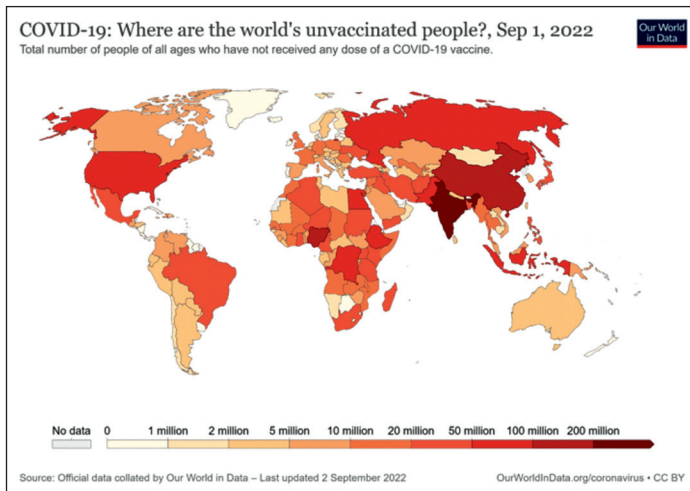 COVID-19: Where are the world's unvaccinated people?, Sep 1, 2022
Total number of people of all ages who have not received any dose of a COVID-19 vaccine.
Our World
in Data
No data
0
1 million
2 million
5 million
10 million
20 million
50 million
100 million
200 million
Source: Official data collated by Our World in Data – Last updated 2 September 2022
OurWorldInData.org/coronavirus • CC BY